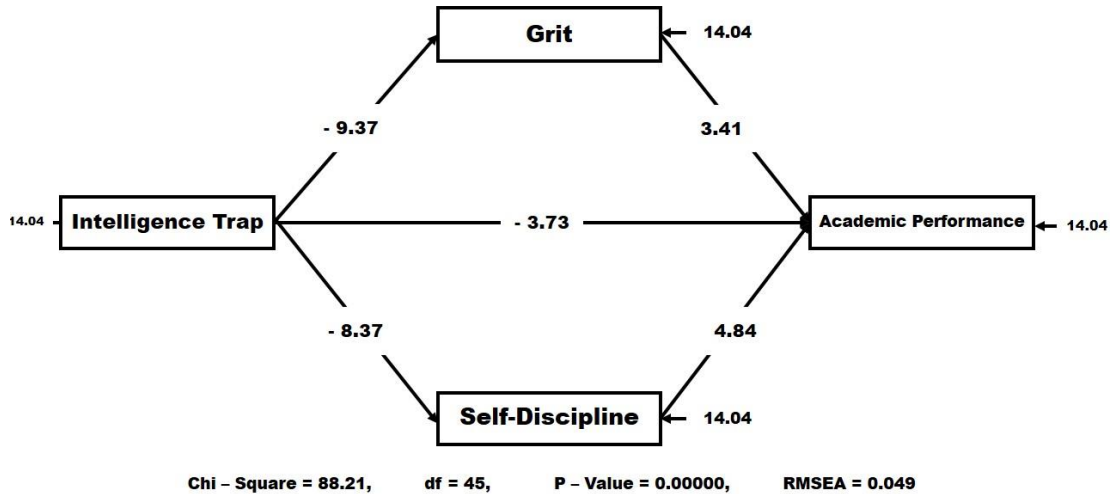 Grit
14.04
- 9.37
3.41
14.04
Intelligence Trap
- 3.73
Academic Performance
14.04
- 8.37
4.84
Self-Discipline
14.04
Chi – Square = 88.21, df = 45, P – Value = 0.00000, RMSEA = 0.049